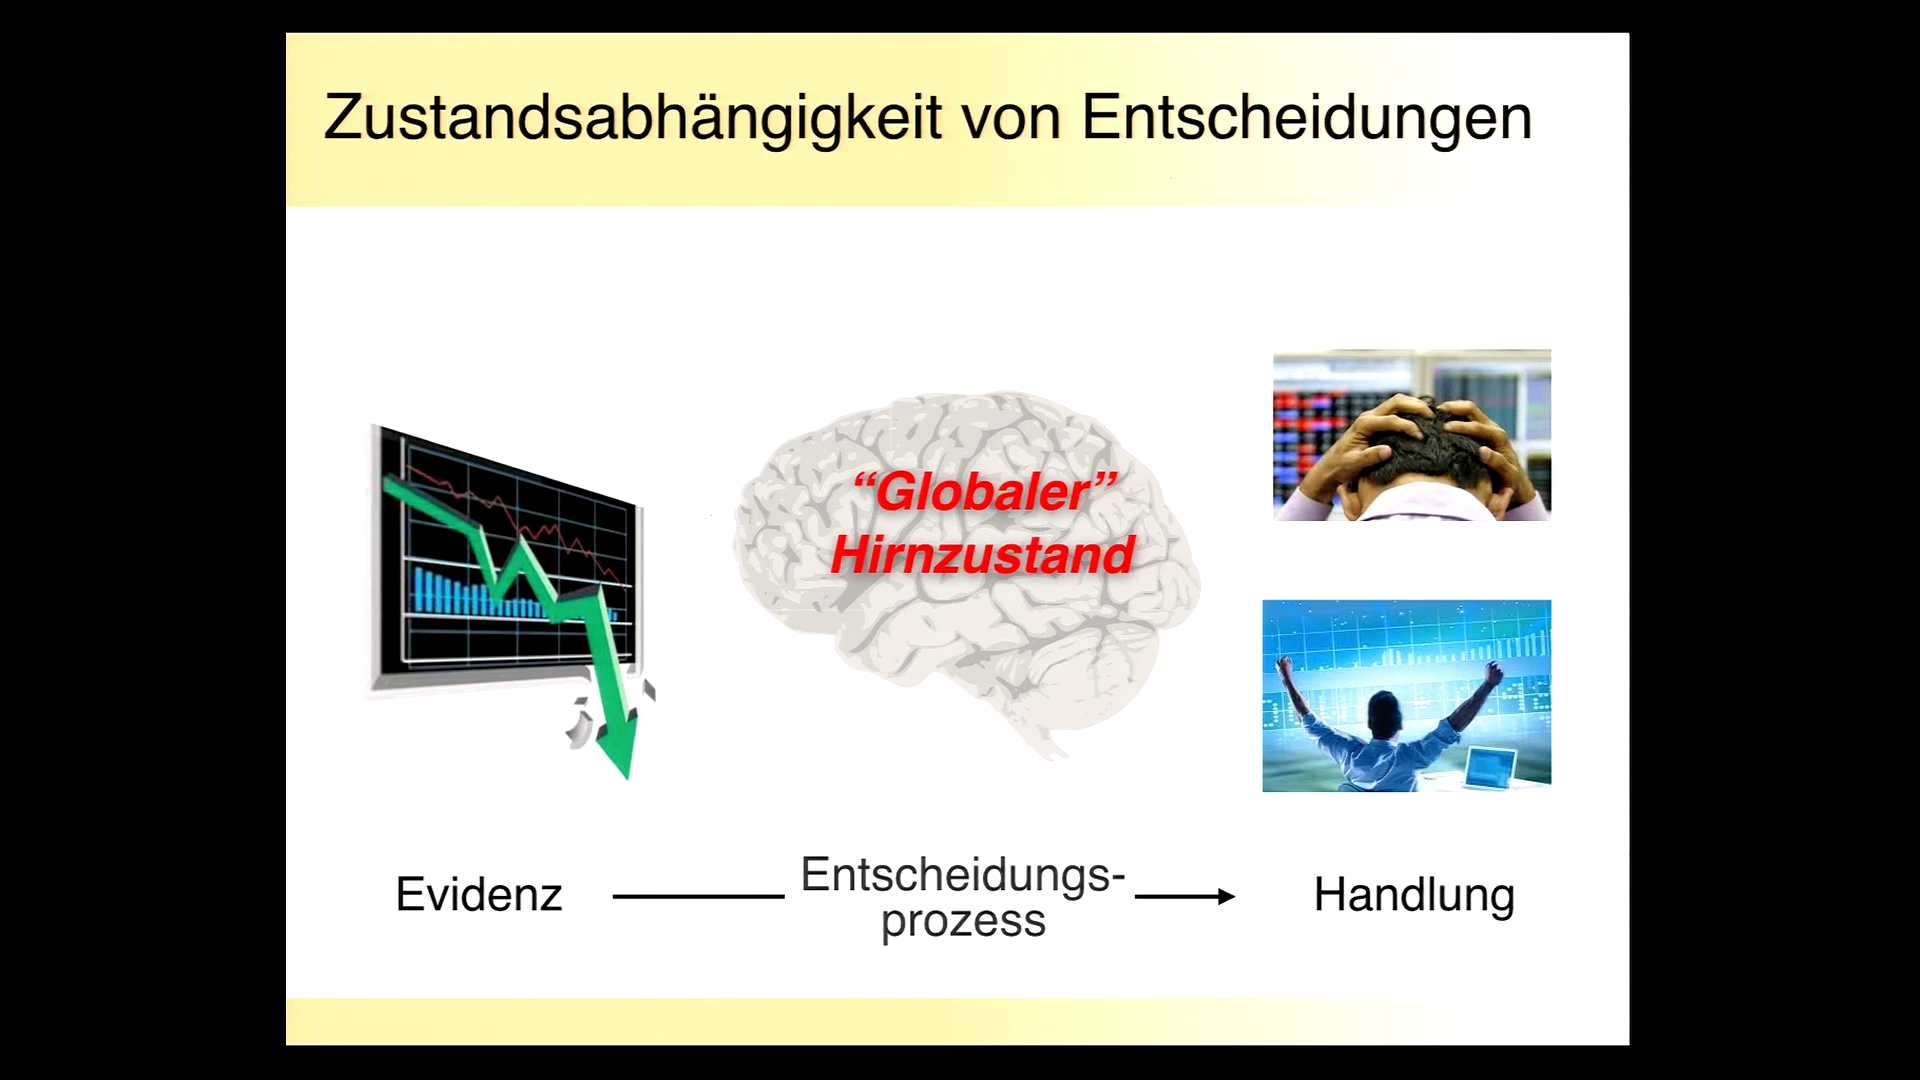 Zustandsabhängigkeit von Entscheidungen
“Globaler”
Hirnzustand
Evidenz
Entscheidungs-
prozess
Handlung